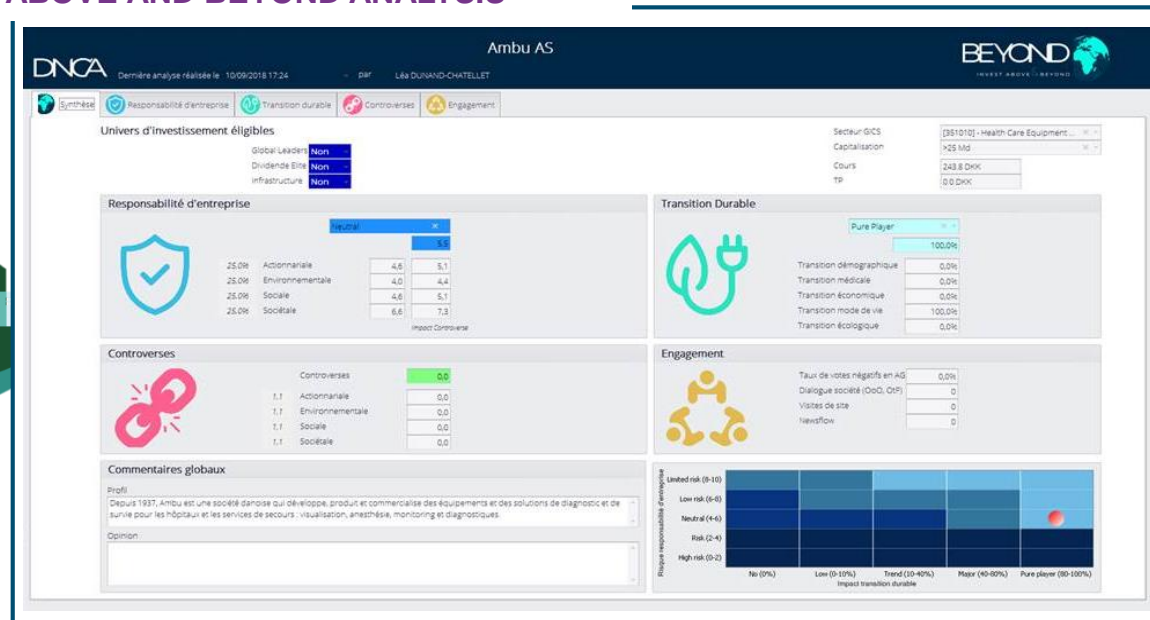 ABOVE AND BEYOND ANALYSIS
Ambu AS
DNCA
Dernière analyse réalisée le 10/09/2018 17:24 - par Léa DUNAND-CHATELLET
BEYOND
INVEST ABOVE & BEYOND
Synthèse Responsabilité d'entreprise Transition durable Controverses Engagement
Univers d'investissement éligibles
Global Leaders Non
Dividende Elite Non
Infrastructure Non
Secteur GICS [351010] - Health Care Equipment ...
Capitalisation >25 Md
Cours 243.8 DKK
TP 0.0 DKK
Responsabilité d'entreprise
Neutral
5,5
25,0% Actionnariale 4,6 5,1
25,0% Environnementale 4,0 4,4
25,0% Sociale 4,6 5,1
25,0% Sociétale 6,6 7,3
Impact Controverse
Transition Durable
Pure Player
100,0%
Transition démographique 0,0%
Transition médicale 0,0%
Transition économique 0,0%
Transition mode de vie 100,0%
Transition écologique 0,0%
Controverses
Controverses 0,0
1,1 Actionnariale 0,0
1,1 Environnementale 0,0
1,1 Sociale 0,0
1,1 Sociétale 0,0
Engagement
Taux de votes négatifs en AG 0,0%
Dialogue société (OoO, OtF) 0
Visites de site 0
Newsflow 0
Commentaires globaux
Profil
Depuis 1937, Ambu est une société danoise qui développe, produit et commercialise des équipements et des solutions de diagnostic et de
survie pour les hôpitaux et les services de secours : visualisation, anesthésie, monitoring et diagnostiques.
Opinion
Risque responsabilité d'entreprise
Limited risk (8-10)
Low risk (6-8)
Neutral (4-6)
Risk (2-4)
High risk (0-2)
No (0%) Low (0-10%) Trend (10-40%) Major (40-80%) Pure player (80-100%)
Impact transition durable